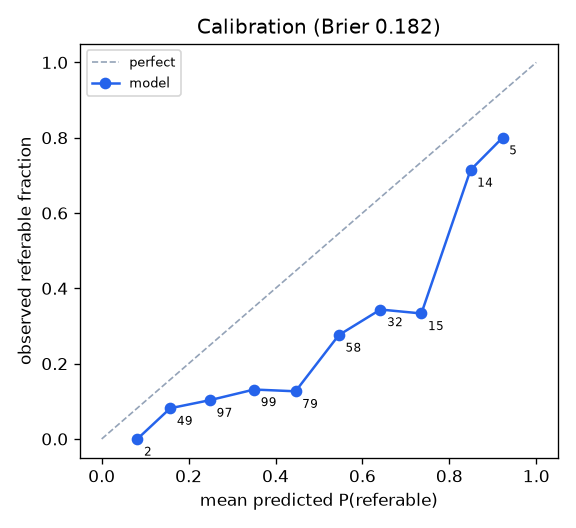 Calibration (Brier 0.182)
perfect
model
observed referable fraction
1.0
0.8
0.6
0.4
0.2
0.0
5
14
32
15
58
99
79
97
49
2
0.0 0.2 0.4 0.6 0.8 1.0
mean predicted P(referable)